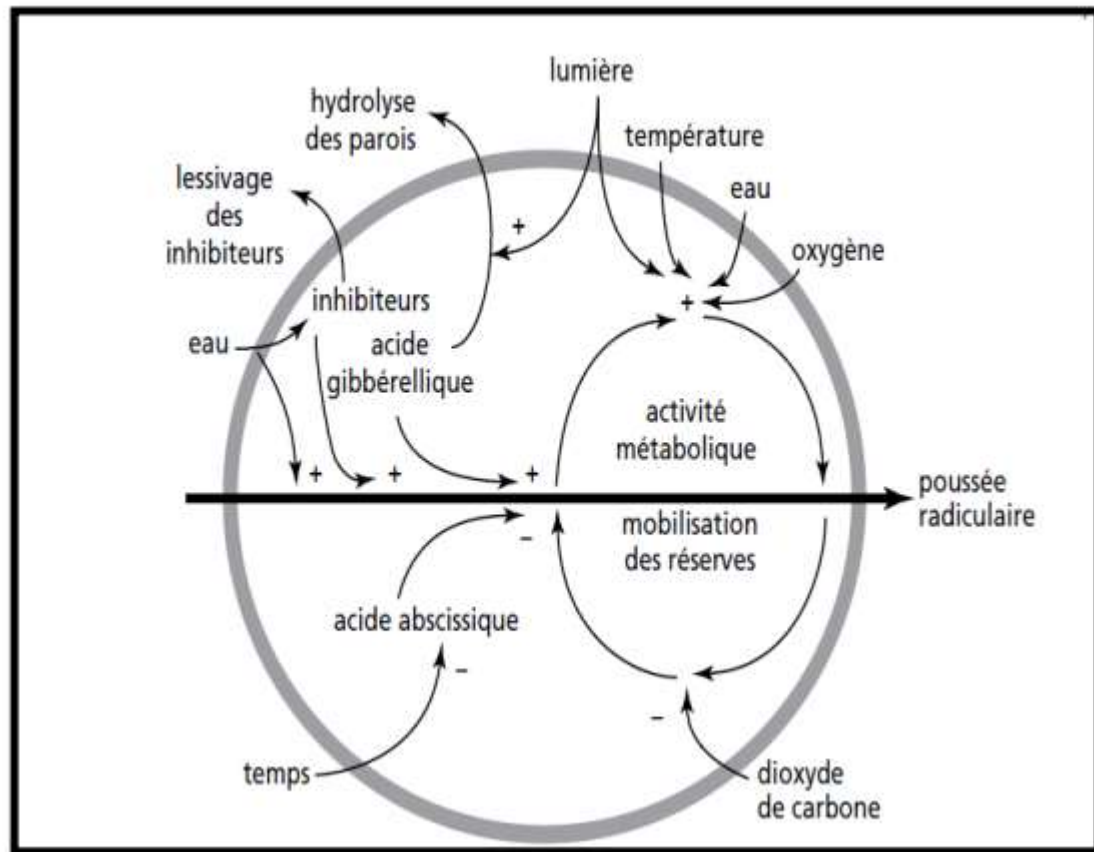 lumière
hydrolyse
des parois
température
lessivage
des
inhibiteurs
eau
+
oxygène
inhibiteurs
+
eau
acide
gibbérellique
activité
métabolique
+
+
+
poussée
radiculaire
mobilisation
des réserves
–
acide abscissique
–
–
temps
dioxyde
de carbone